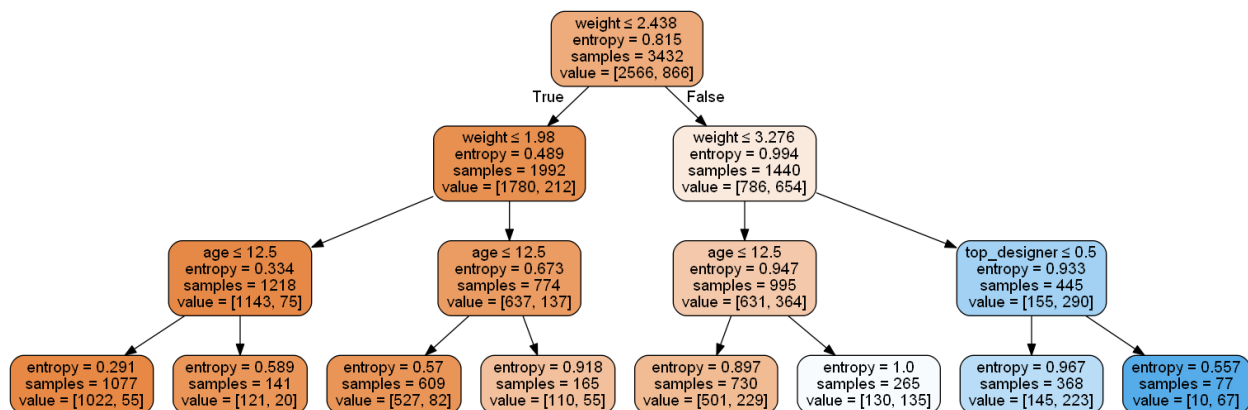 weight ≤ 2.438
entropy = 0.815
samples = 3432
value = [2566, 866]
True
False
weight ≤ 1.98
entropy = 0.489
samples = 1992
value = [1780, 212]
weight ≤ 3.276
entropy = 0.994
samples = 1440
value = [786, 654]
age ≤ 12.5
entropy = 0.334
samples = 1218
value = [1143, 75]
age ≤ 12.5
entropy = 0.673
samples = 774
value = [637, 137]
age ≤ 12.5
entropy = 0.947
samples = 995
value = [631, 364]
top_designer ≤ 0.5
entropy = 0.933
samples = 445
value = [155, 290]
entropy = 0.291
samples = 1077
value = [1022, 55]
entropy = 0.589
samples = 141
value = [121, 20]
entropy = 0.57
samples = 609
value = [527, 82]
entropy = 0.918
samples = 165
value = [110, 55]
entropy = 0.897
samples = 730
value = [501, 229]
entropy = 1.0
samples = 265
value = [130, 135]
entropy = 0.967
samples = 368
value = [145, 223]
entropy = 0.557
samples = 77
value = [10, 67]